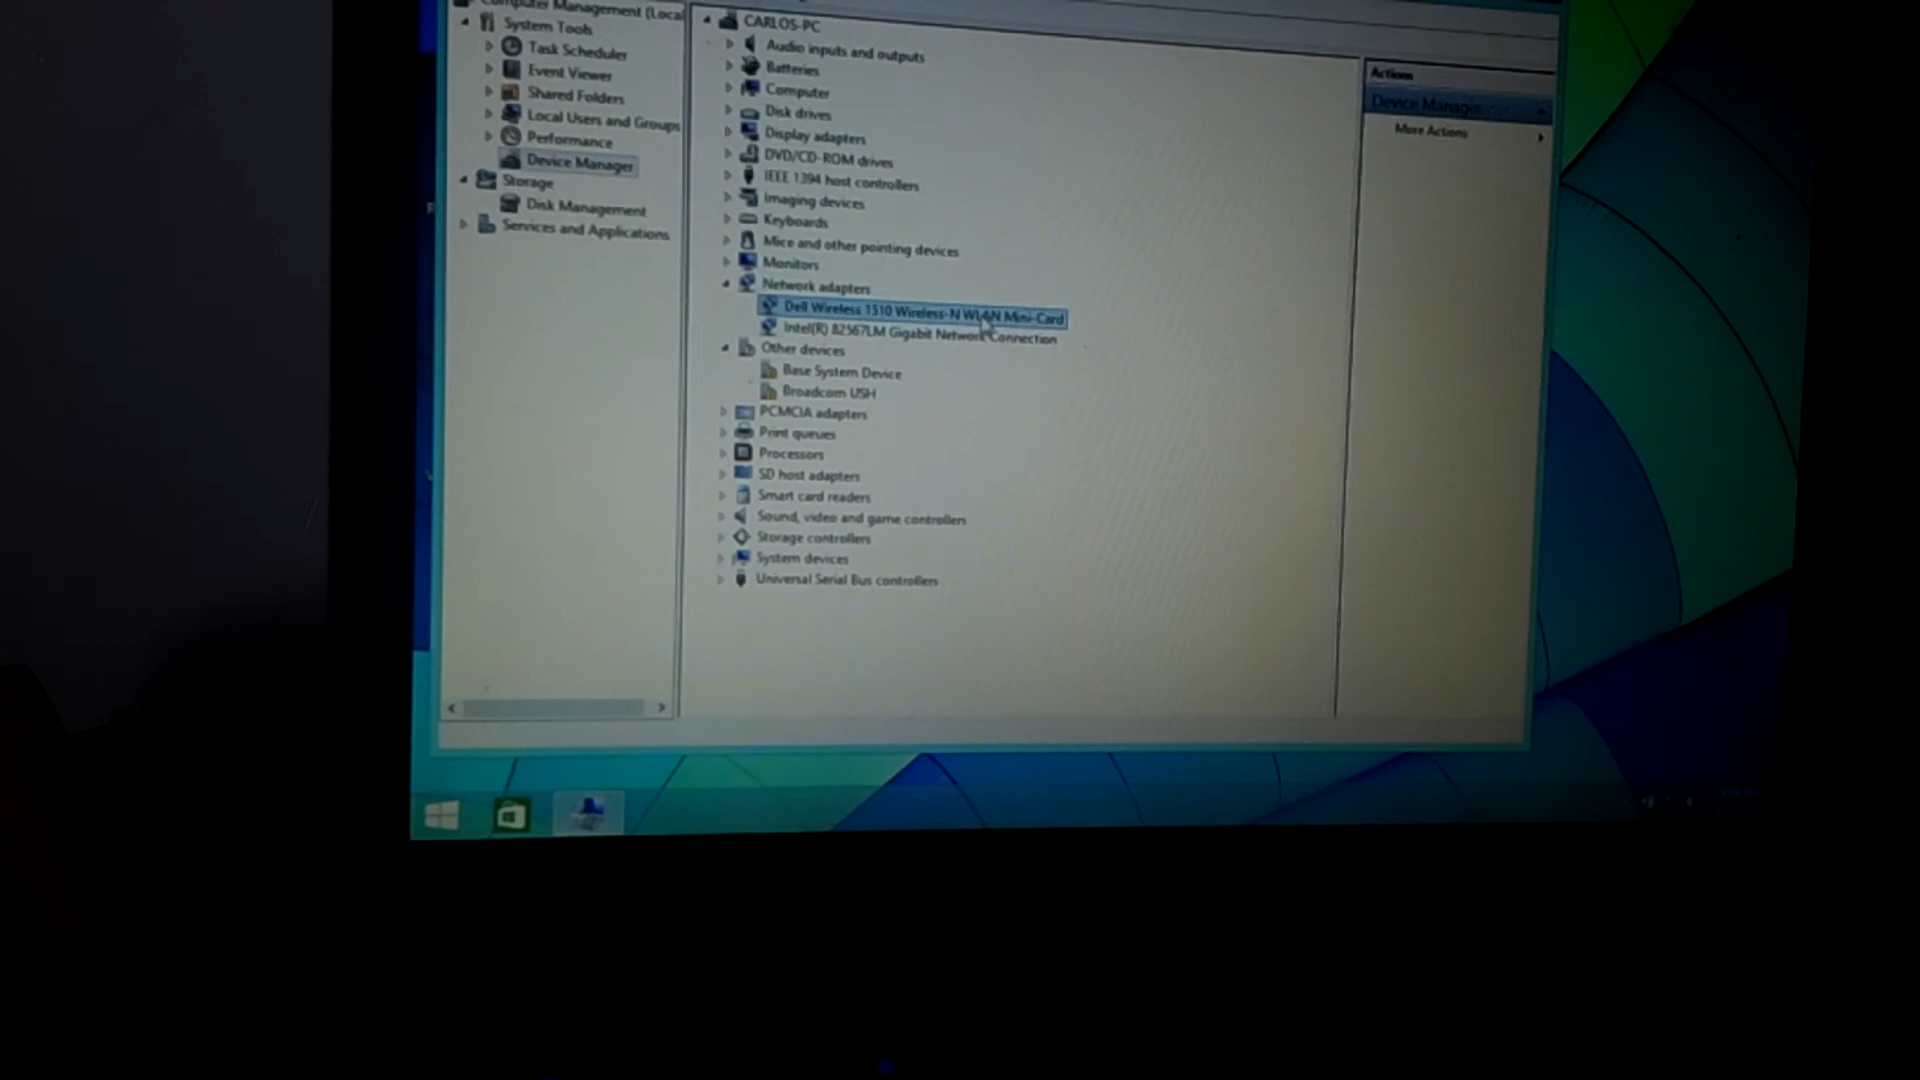 Computer Management (Local
System Tools
Task Scheduler
Event Viewer
Shared Folders
Local Users and Groups
Performance
Device Manager
Storage
Disk Management
Services and Applications
CARLOS-PC
Audio inputs and outputs
Batteries
Computer
Disk drives
Display adapters
DVD/CD-ROM drives
IEEE 1394 host controllers
Imaging devices
Keyboards
Mice and other pointing devices
Monitors
Network adapters
Dell Wireless 1510 Wireless-N WLAN Mini-Card
Intel(R) 82567LM Gigabit Network Connection
Other devices
Base System Device
Broadcom USH
PCMCIA adapters
Print queues
Processors
SD host adapters
Smart card readers
Sound, video and game controllers
Storage controllers
System devices
Universal Serial Bus controllers
Actions
Device Manager
More Actions